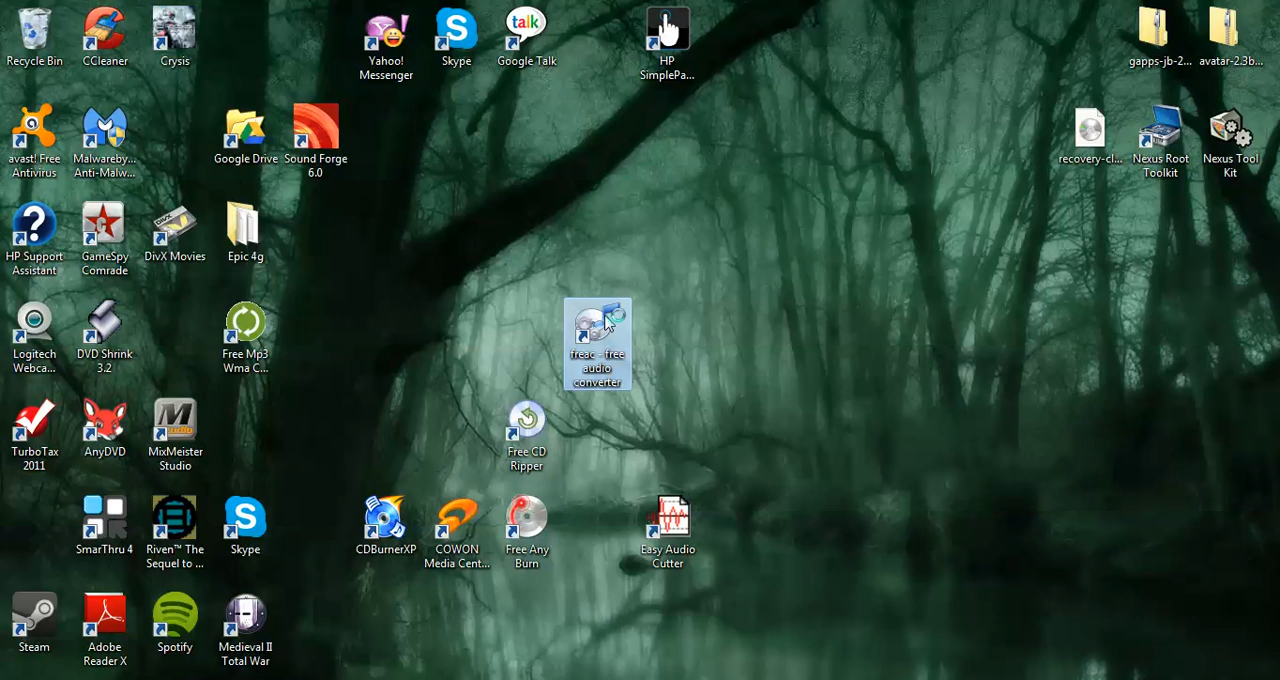 Recycle Bin
CCleaner
Crysis
Yahoo!
Messenger
Skype
talk
Google Talk
HP
SimplePa...
gapps-jb-2...
avatar-2.3b...
avast! Free
Antivirus
Malwareby...
Anti-Malw...
Google Drive
Sound Forge
6.0
recovery-cl...
Nexus Root
Toolkit
Nexus Tool
Kit
HP Support
Assistant
GameSpy
Comrade
DivX Movies
Epic 4g
Logitech
Webca...
DVD Shrink
3.2
Free Mp3
Wma C...
freac - free
audio
converter
TurboTax
2011
AnyDVD
MixMeister
Studio
Free CD
Ripper
SmarThru 4
Riven™ The
Sequel to ...
Skype
CDBurnerXP
COWON
Media Cent...
Free Any
Burn
Easy Audio
Cutter
Steam
Adobe
Reader X
Spotify
Medieval II
Total War